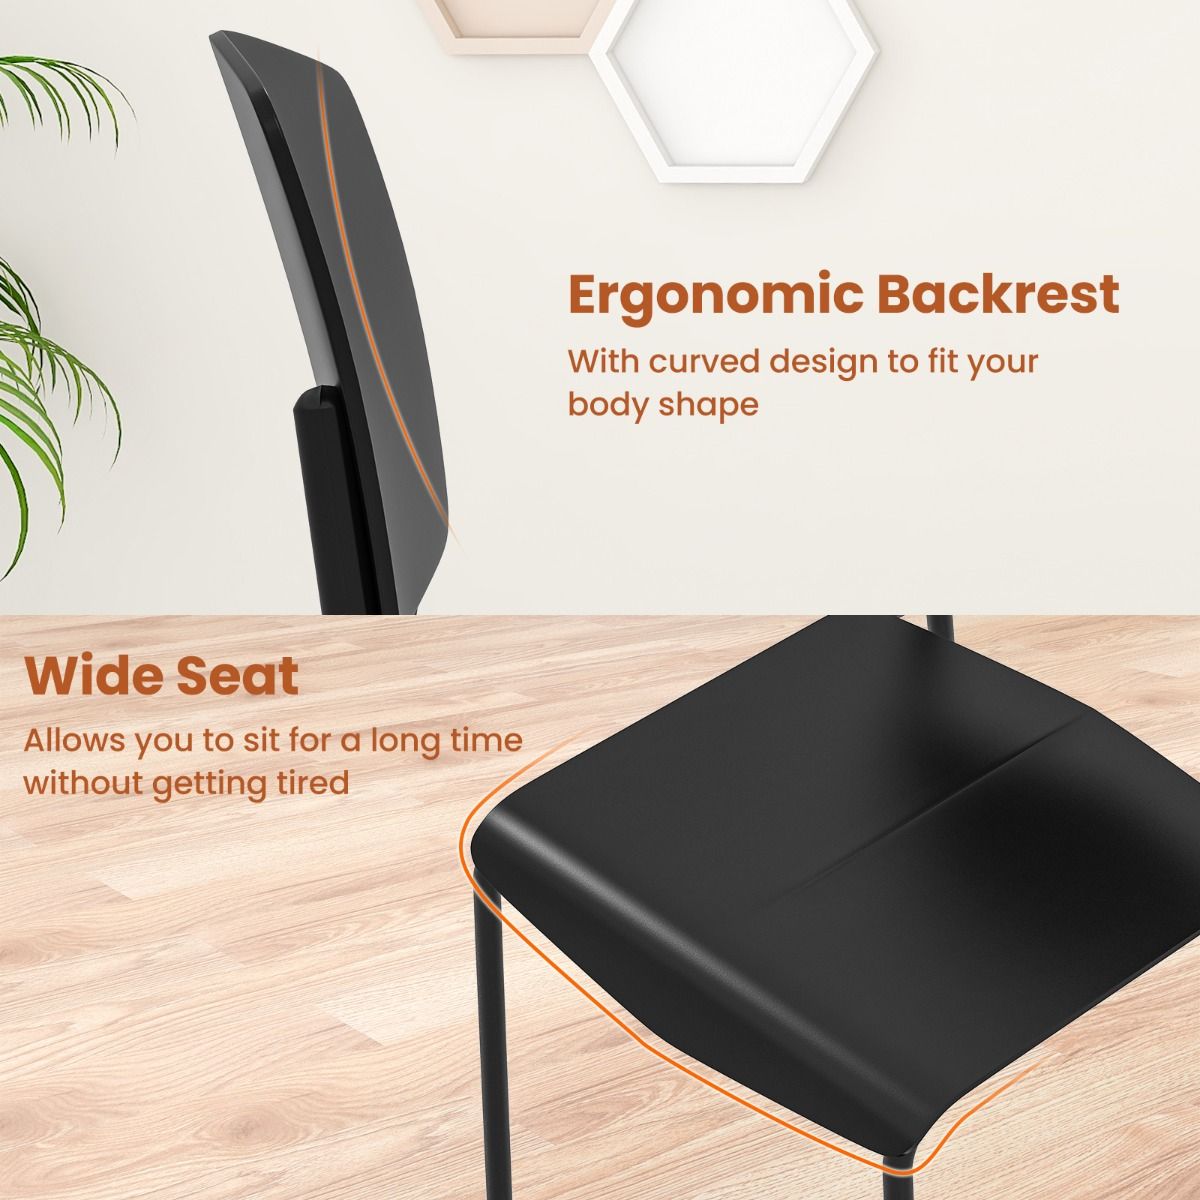 Ergonomic Backrest
With curved design to fit your
body shape
Wide Seat
Allows you to sit for a long time
without getting tired